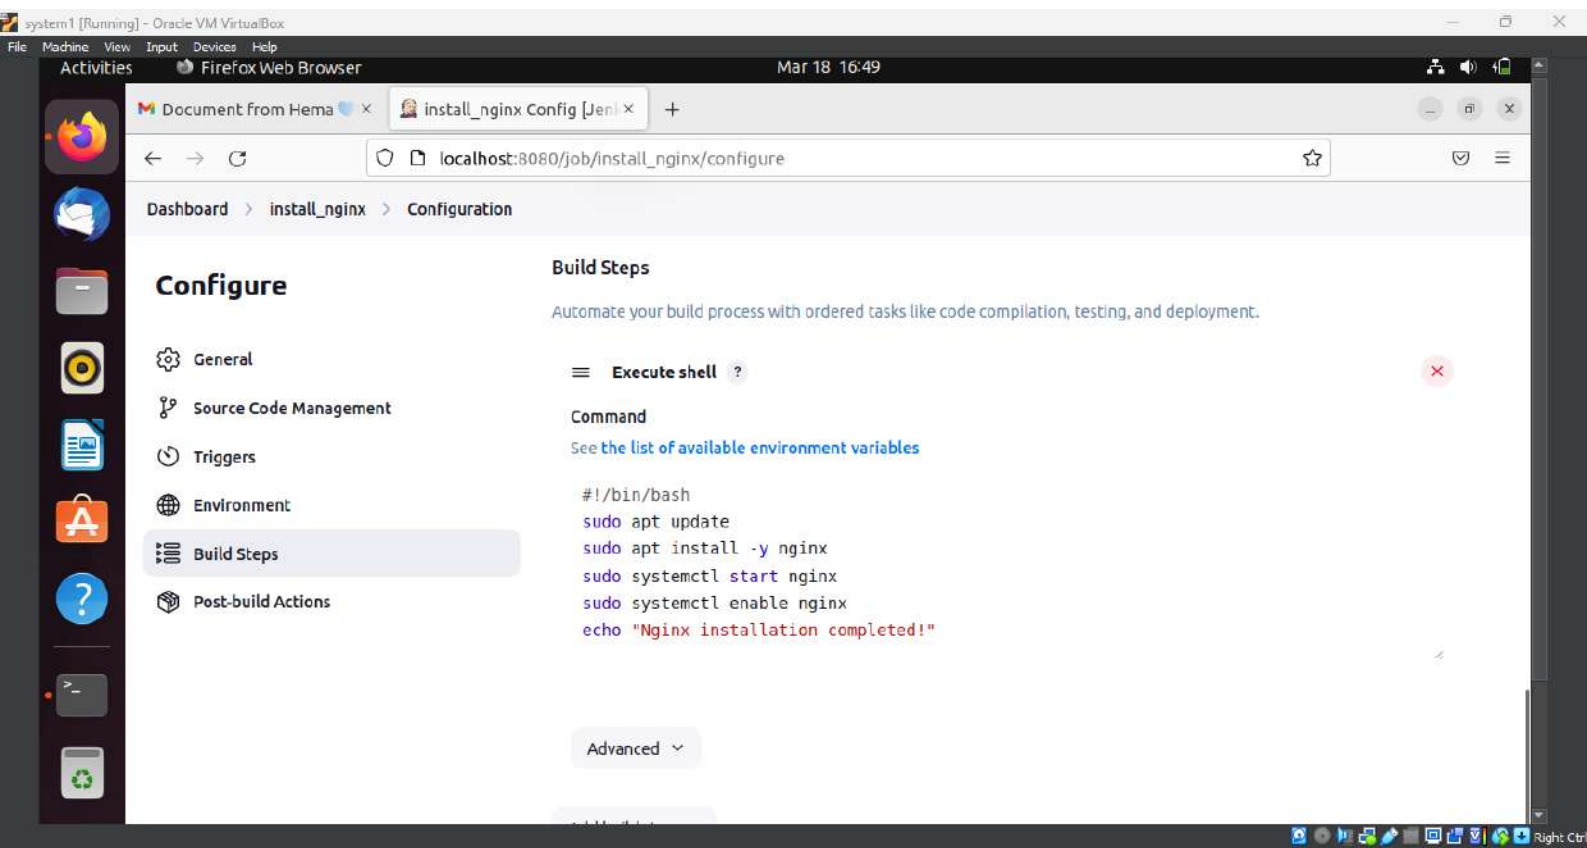 system1 [Running] - Oracle VM VirtualBox
File Machine View Input Devices Help
Activities Firefox Web Browser Mar 18 16:49
Document from Hema install_nginx Config [Jen
localhost:8080/job/install_nginx/configure
Dashboard > install_nginx > Configuration
Configure
General
Source Code Management
Triggers
Environment
Build Steps
Post-build Actions
Build Steps
Automate your build process with ordered tasks like code compilation, testing, and deployment.
Execute shell ?
Command
See the list of available environment variables
#!/bin/bash
sudo apt update
sudo apt install -y nginx
sudo systemctl start nginx
sudo systemctl enable nginx
echo "Nginx installation completed!"
Advanced
Right Ctrl